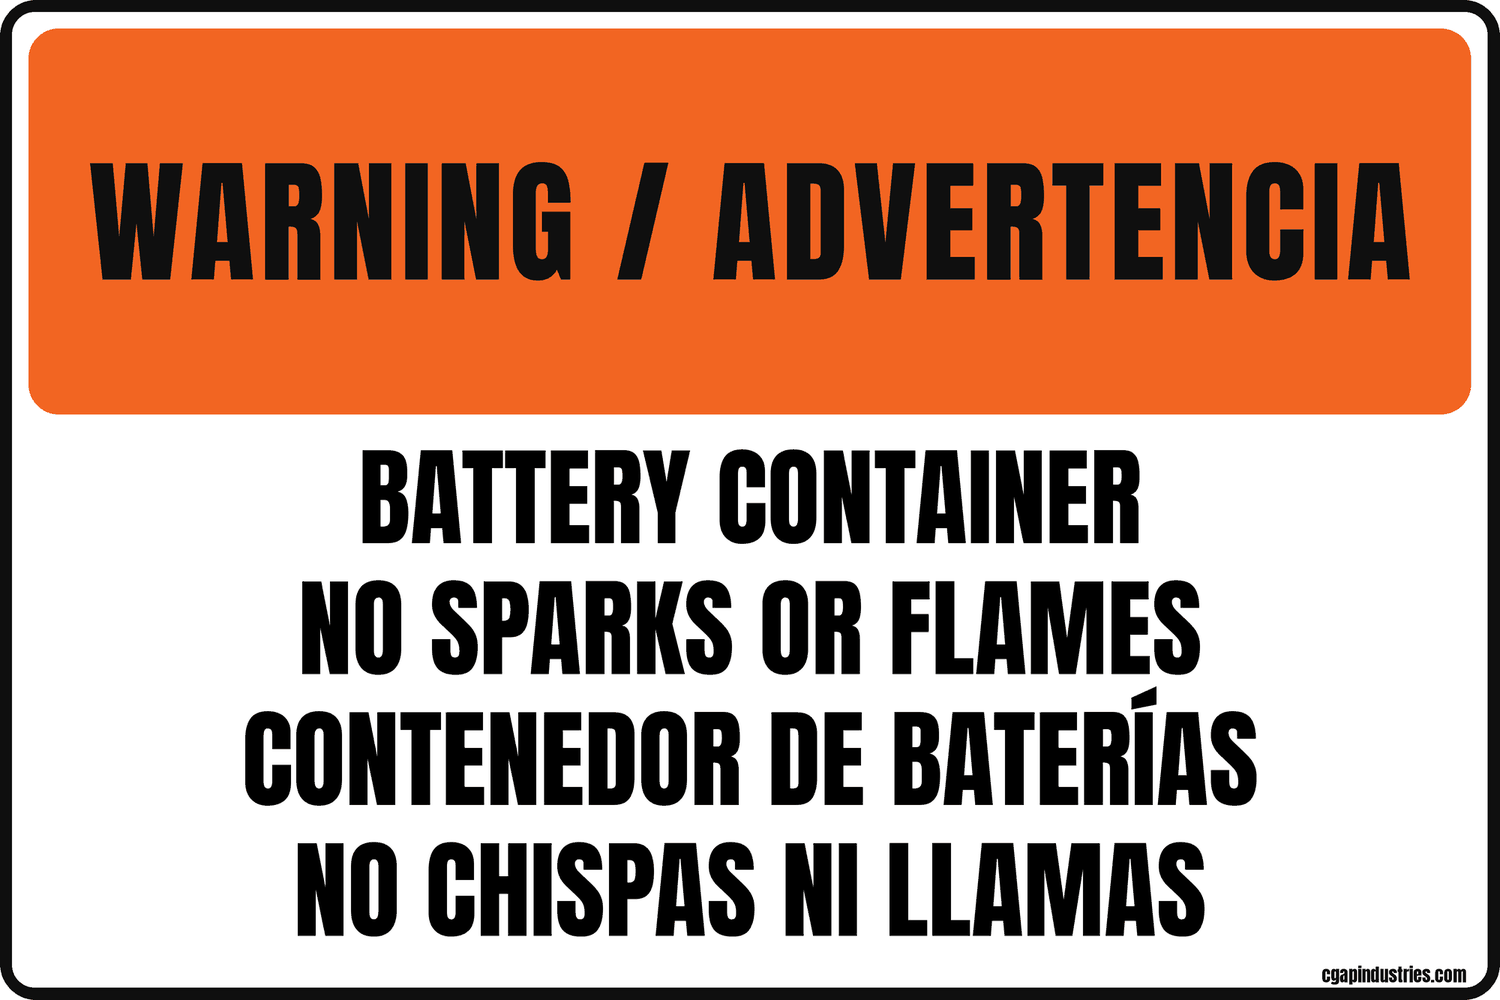 WARNING / ADVERTENCIA
BATTERY CONTAINER
NO SPARKS OR FLAMES
CONTENEDOR DE BATERÍAS
NO CHISPAS NI LLAMAS
cgapindustries.com